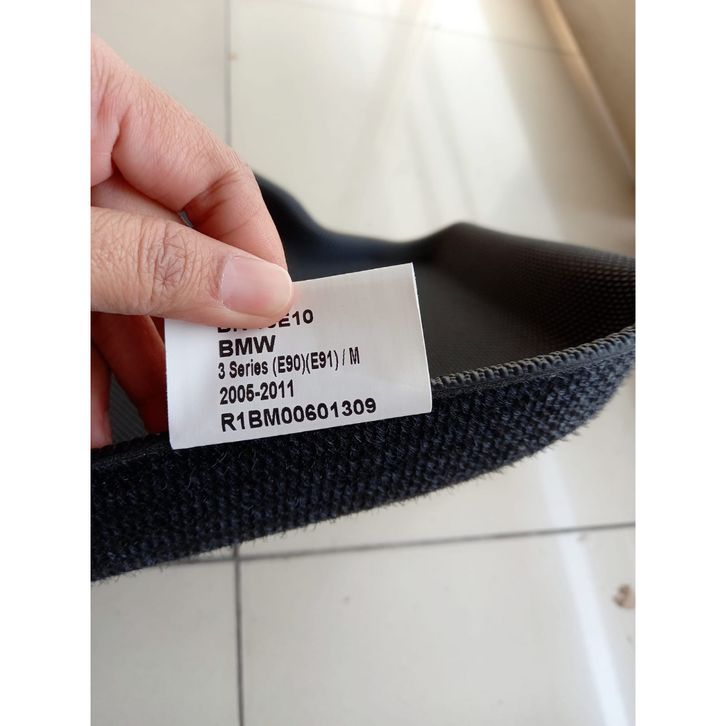 BMW
3 Series (E90)(E91) / M
2005-2011
R1BM00601309